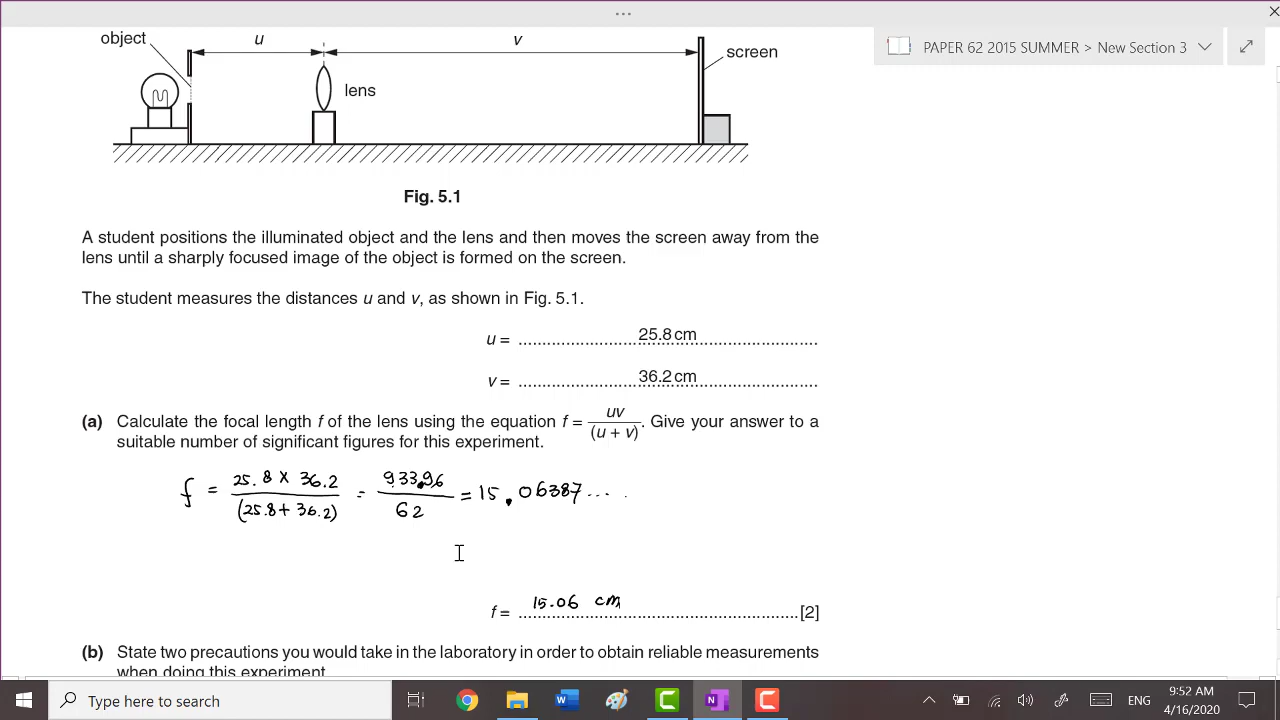 PAPER 62 2015 SUMMER > New Section 3
object
u
v
screen
lens
Fig. 5.1
A student positions the illuminated object and the lens and then moves the screen away from the
lens until a sharply focused image of the object is formed on the screen.
The student measures the distances u and v, as shown in Fig. 5.1.
u = ........25.8 cm........
v = ........36.2 cm........
(a) Calculate the focal length f of the lens using the equation f = uv/(u + v). Give your answer to a
suitable number of significant figures for this experiment.
f = 25.8 × 36.2/(25.8 + 36.2) = 933.96/62 = 15.06387.....
f = 15.06 cm ........[2]
(b) State two precautions you would take in the laboratory in order to obtain reliable measurements
when doing this experiment
Type here to search
ENG
9:52 AM
4/16/2020